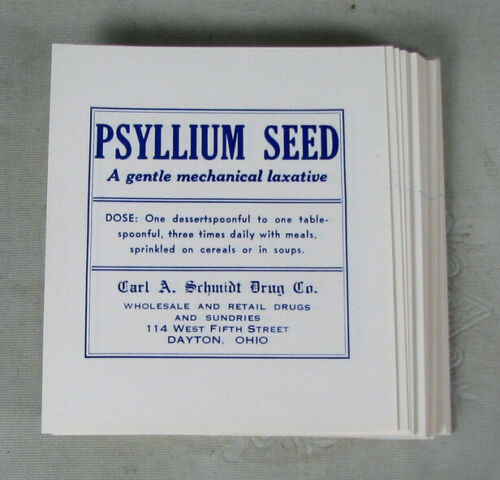 PSYLLIUM SEED
A gentle mechanical laxative
DOSE: One dessertspoonful to one table-
spoonful, three times daily with meals,
sprinkled on cereals or in soups.
Carl A. Schmidt Drug Co.
WHOLESALE AND RETAIL DRUGS
AND SUNDRIES
114 WEST FIFTH STREET
DAYTON, OHIO